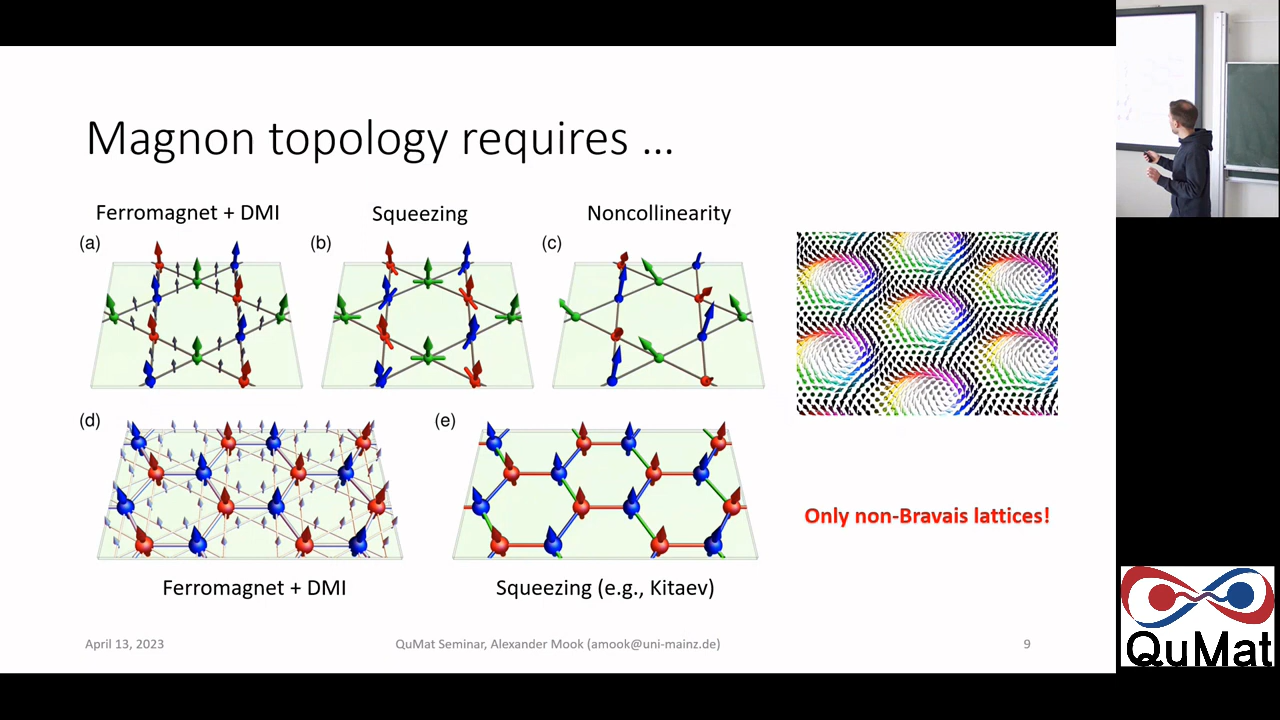 Magnon topology requires ...
Ferromagnet + DMI
Squeezing
Noncollinearity
(a)
(b)
(c)
(d)
(e)
Ferromagnet + DMI
Squeezing (e.g., Kitaev)
Only non-Bravais lattices!
April 13, 2023
QuMat Seminar, Alexander Mook (amook@uni-mainz.de)
9
QuMat